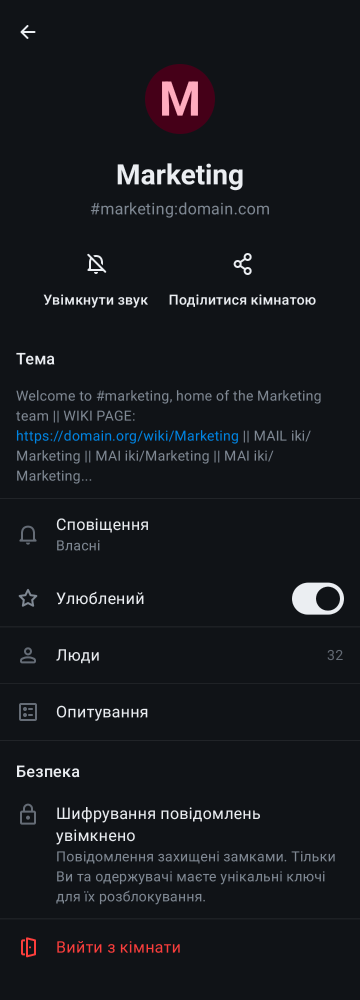 M
Marketing
#marketing:domain.com
Увімкнути звук
Поділитися кімнатою
Тема
Welcome to #marketing, home of the Marketing
team || WIKI PAGE:
https://domain.org/wiki/Marketing || MAIL iki/
Marketing || MAI iki/Marketing || MAI iki/
Marketing...
Сповіщення
Власні
Улюблений
Люди
32
Опитування
Безпека
Шифрування повідомлень
увімкнено
Повідомлення захищені замками. Тільки
Ви та одержувачі маєте унікальні ключі
для їх розблокування.
Вийти з кімнати